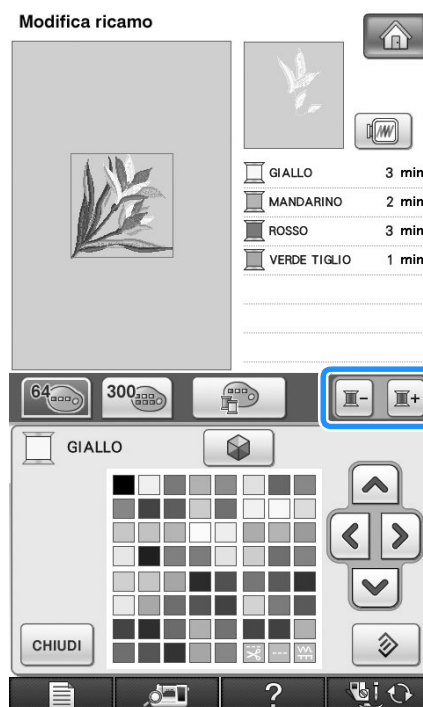 Modifica ricamo
GIALLO 3 min
MANDARINO 2 min
ROSSO 3 min
VERDE TIGLIO 1 min
64 300 - +
GIALLO
CHIUDI
?